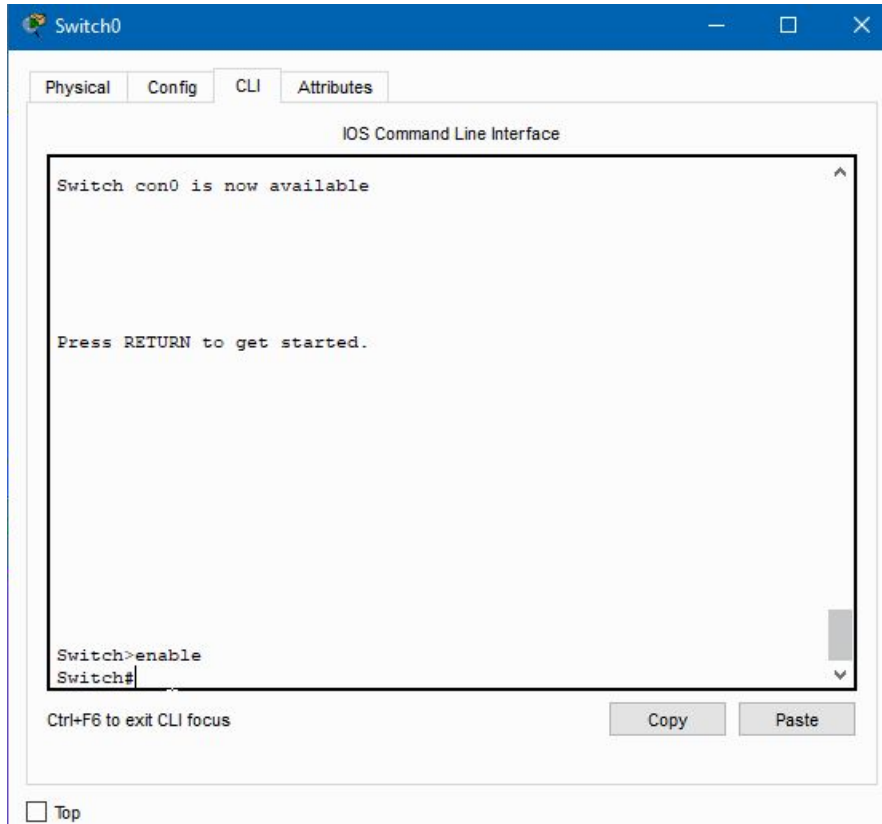 Switch0
Physical Config CLI Attributes
IOS Command Line Interface
Switch con0 is now available
Press RETURN to get started.
Switch>enable
Switch#
Ctrl+F6 to exit CLI focus
Copy Paste
Top